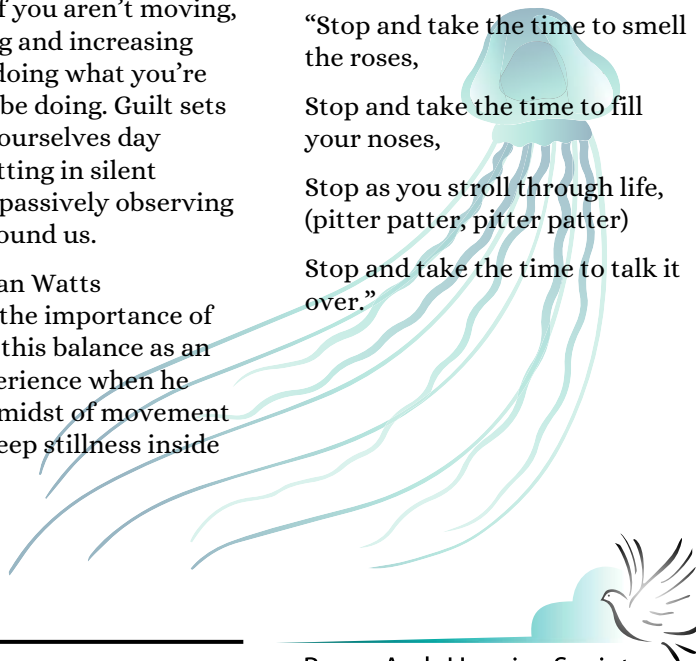 f you aren’t moving,
g and increasing
doing what you’re
be doing. Guilt sets
ourselves day
tting in silent
passively observing
ound us.
an Watts
the importance of
this balance as an
erience when he
midst of movement
eep stillness inside
“Stop and take the time to smell
the roses,
Stop and take the time to fill
your noses,
Stop as you stroll through life,
(pitter patter, pitter patter)
Stop and take the time to talk it
over.”